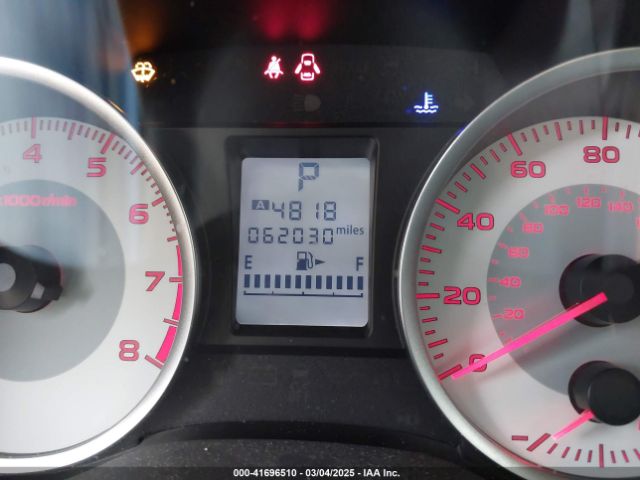 4 5 6 7 8
x1000r/min
P
A 4818
062030 miles
E F
0 20 40 60 80
20 40 60 80 100 120 140
000-41696510 | 03/04/2025 - IAA Inc.